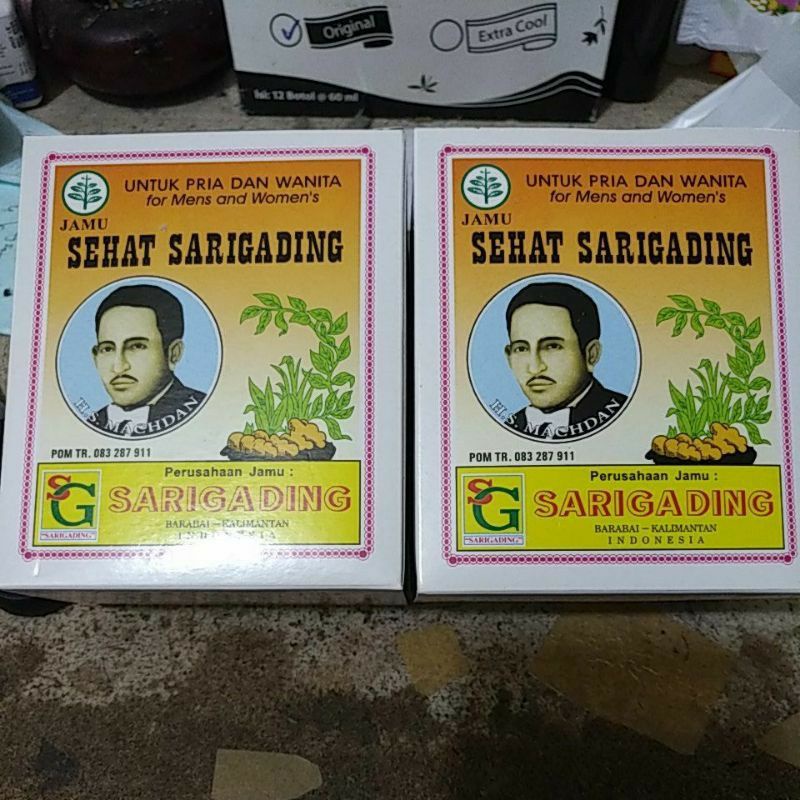 Original
Extra Cool
Isi: 12 Botol @ 60 ml
UNTUK PRIA DAN WANITA
for Mens and Women's
JAMU
SEHAT SARIGADING
H.S. MACHDAN
POM TR. 083 287 911
Perusahaan Jamu :
SG
SARIGADING
"SARIGADING"
BARABAI – KALIMANTAN
INDONESIA
UNTUK PRIA DAN WANITA
for Mens and Women's
JAMU
SEHAT SARIGADING
H.S. MACHDAN
POM TR. 083 287 911
Perusahaan Jamu :
SG
SARIGADING
"SARIGADING"
BARABAI – KALIMANTAN
INDONESIA